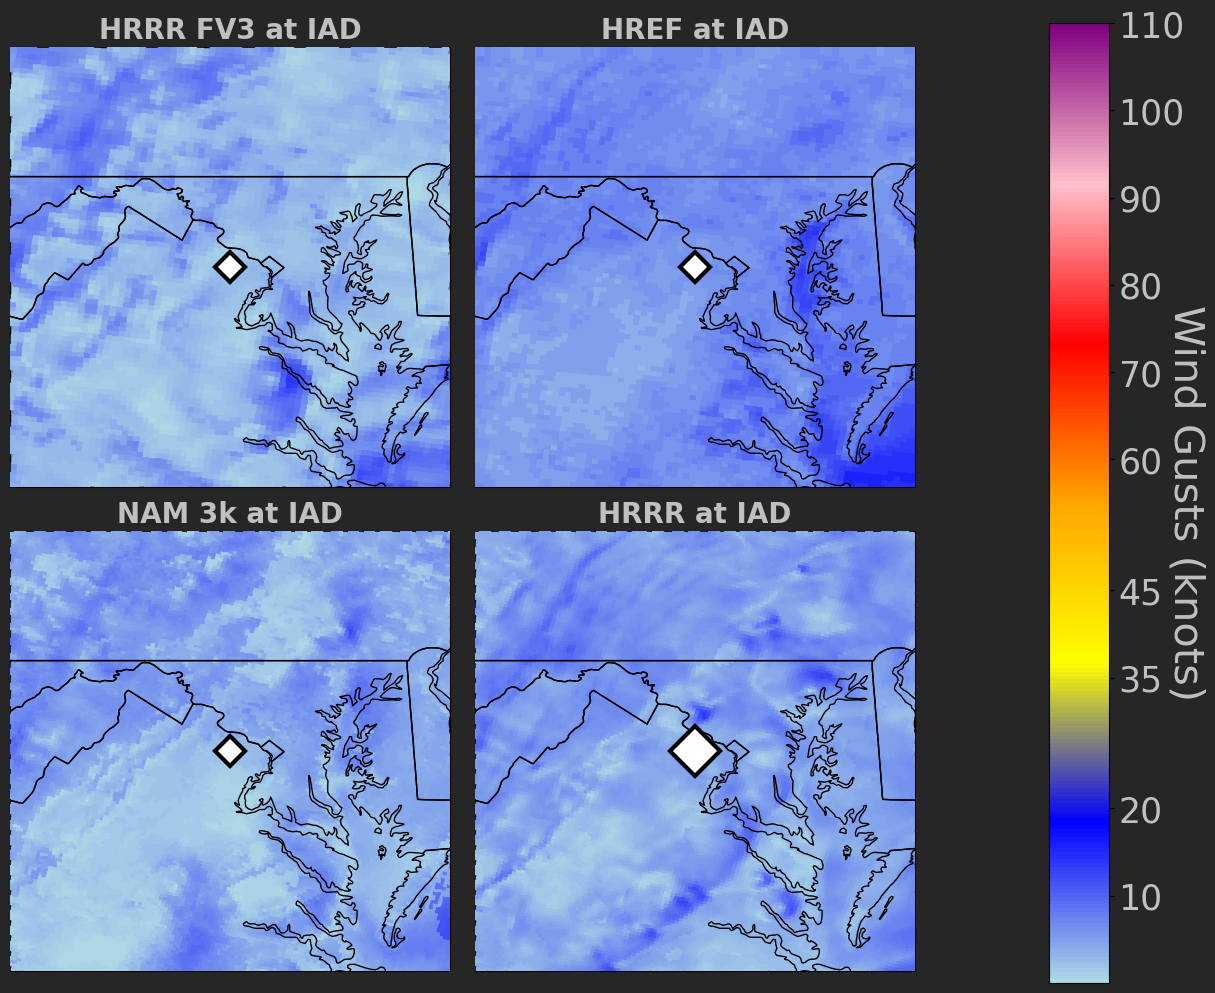 HRRR FV3 at IAD
HREF at IAD
NAM 3k at IAD
HRRR at IAD
110
100
90
80
70
60
45
35
20
10
Wind Gusts (knots)